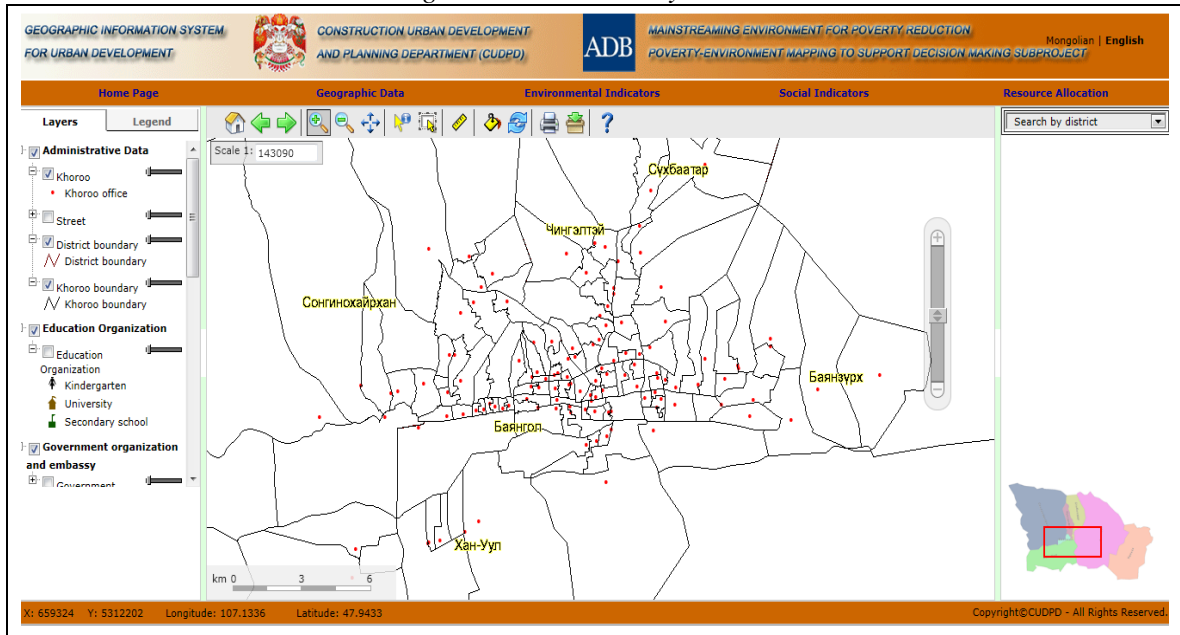 GEOGRAPHIC INFORMATION SYSTEM
FOR URBAN DEVELOPMENT
CONSTRUCTION URBAN DEVELOPMENT
AND PLANNING DEPARTMENT (CUDPD)
ADB
MAINSTREAMING ENVIRONMENT FOR POVERTY REDUCTION
POVERTY-ENVIRONMENT MAPPING TO SUPPORT DECISION MAKING SUBPROJECT
Mongolian | English
Home Page
Geographic Data
Environmental Indicators
Social Indicators
Resource Allocation
Layers
Legend
Administrative Data
Khoroo
Khoroo office
Street
District boundary
District boundary
Khoroo boundary
Khoroo boundary
Education Organization
Education
Organization
Kindergarten
University
Secondary school
Government organization
and embassy
Government
Scale 1: 143090
Search by district
Сүхбаатар
Чингэлтэй
Сонгинохайрхан
Баянзүрх
Баянгол
Хан-Уул
km 0 3 6
X: 659324 Y: 5312202 Longitude: 107.1336 Latitude: 47.9433
Copyright©CUDPD - All Rights Reserved.